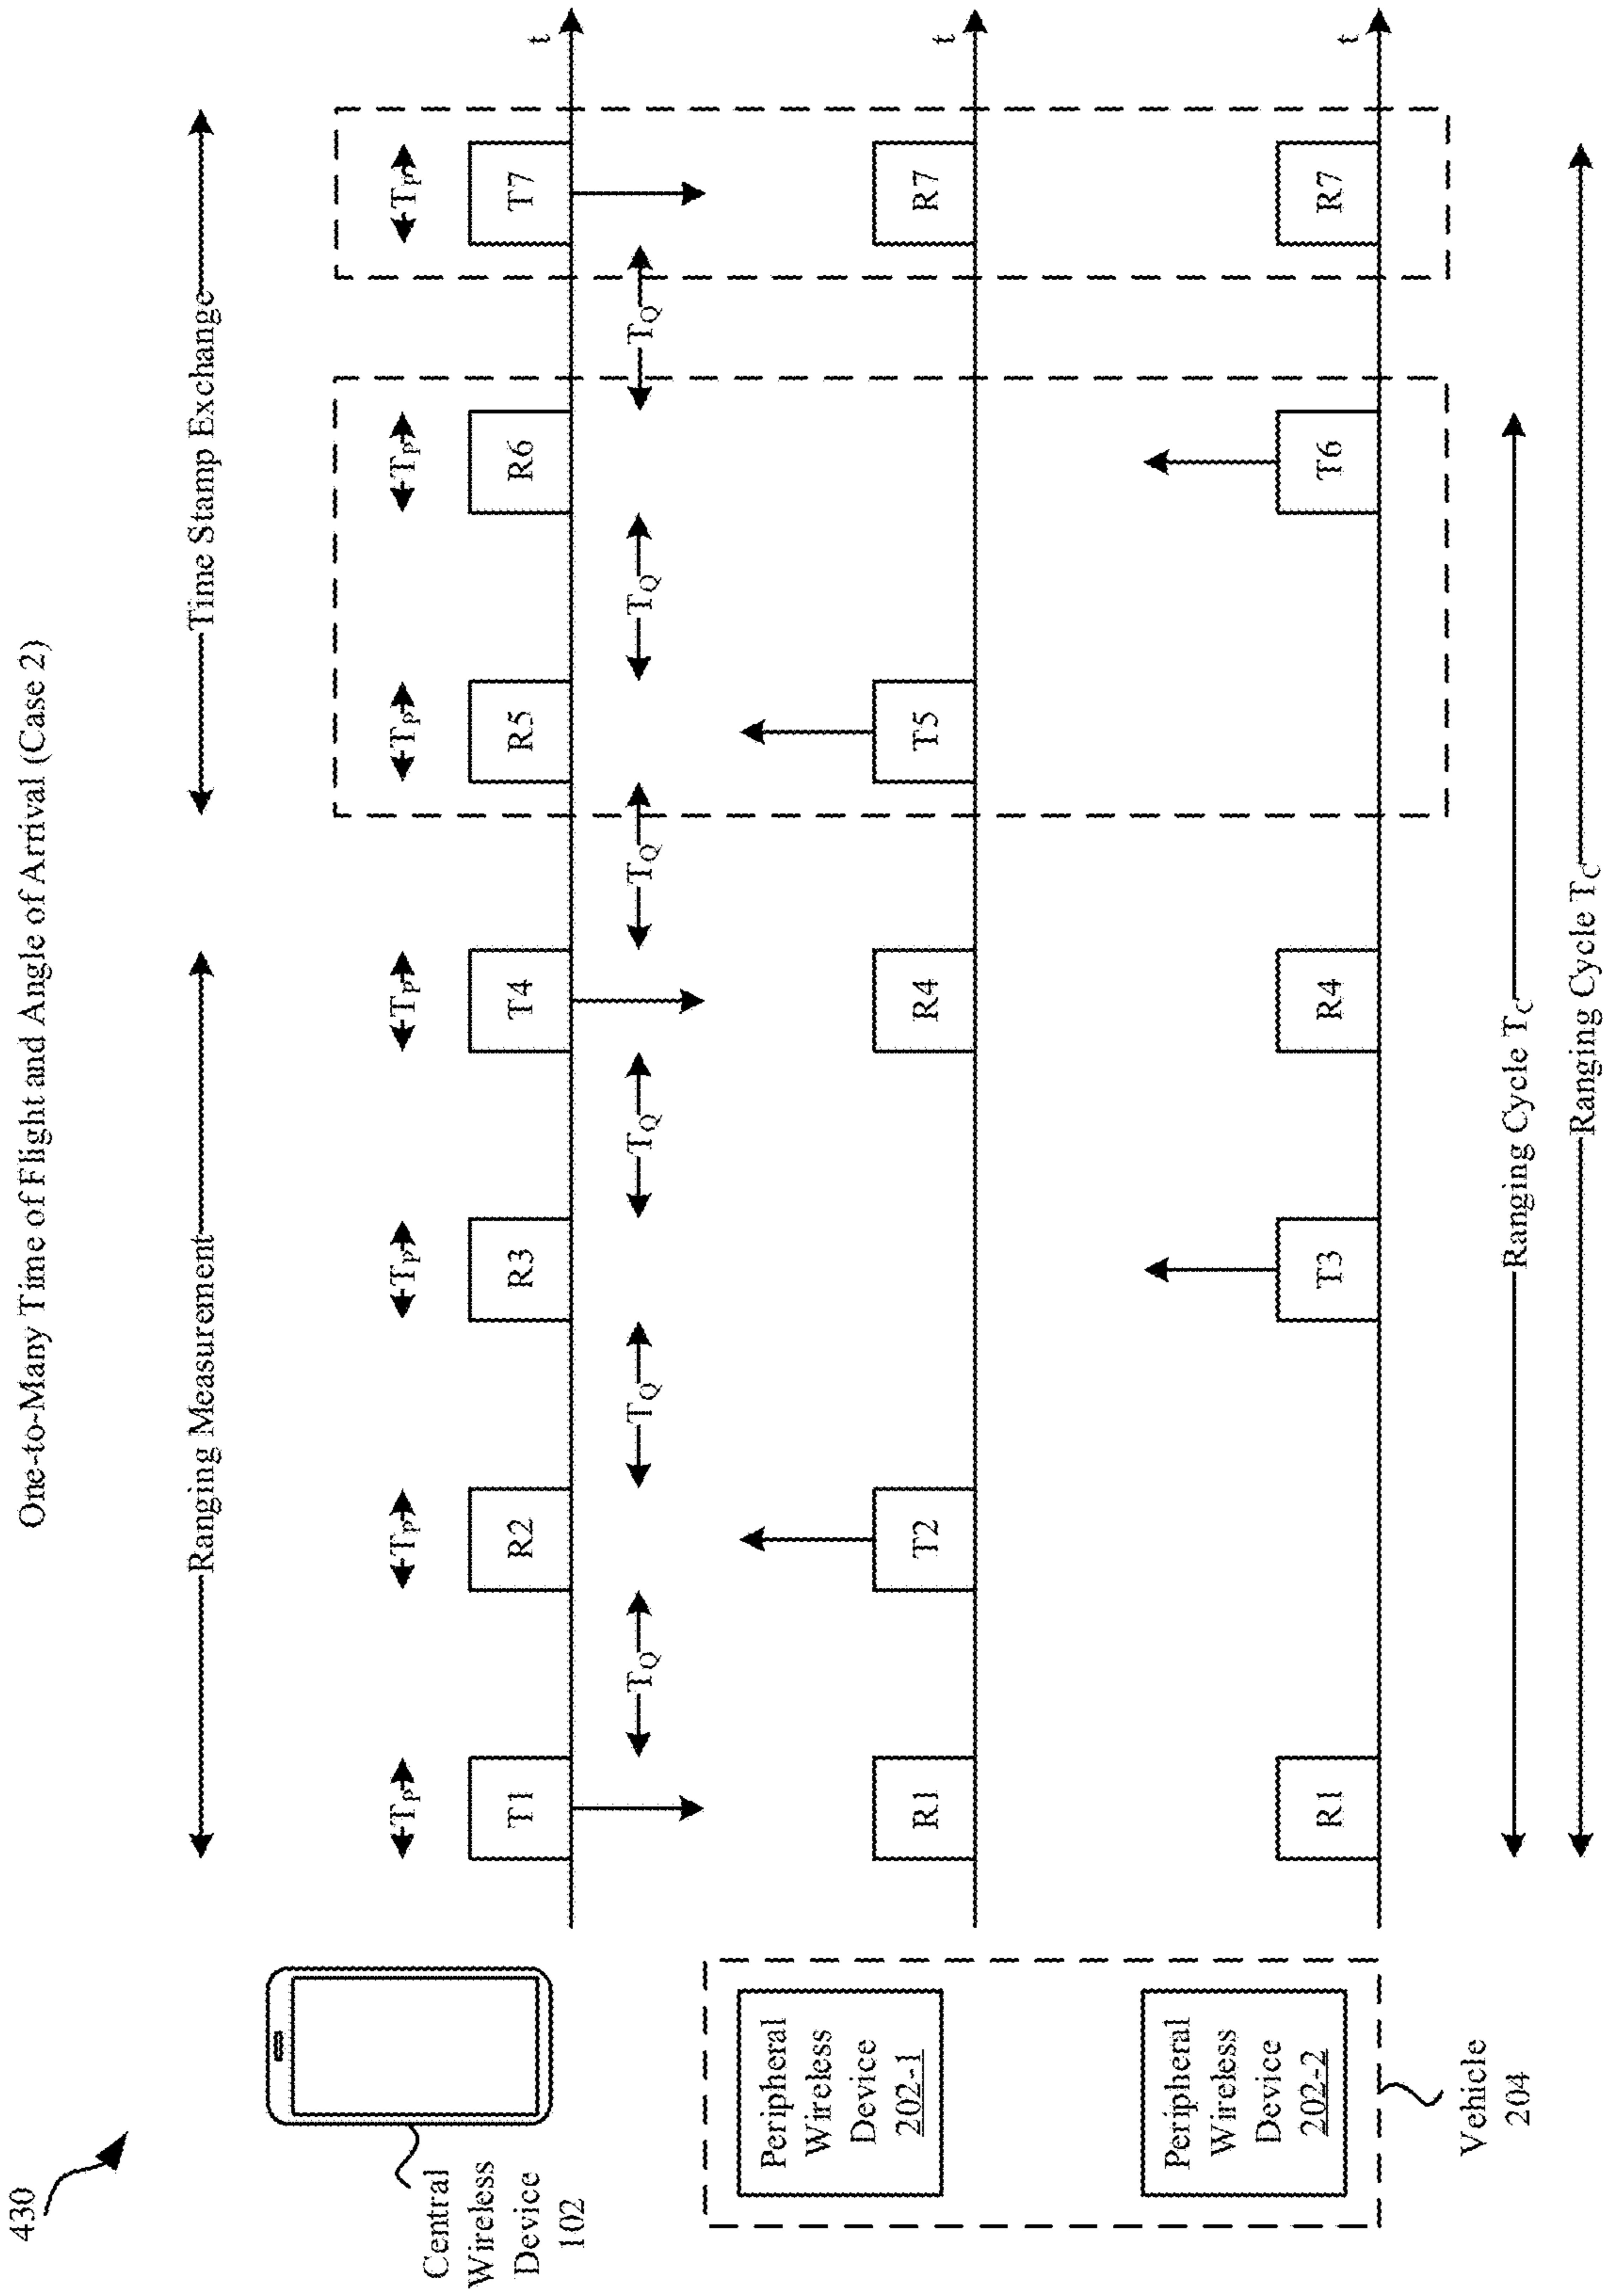 430
One-to-Many Time of Flight and Angle of Arrival (Case 2)
Ranging Measurement
Time Stamp Exchange
TP TP TP TP TP TP TP
Central
Wireless
Device
102
T1 R2 R3 T4 R5 R6 T7
t
TQ TQ TQ TQ TQ TQ
Peripheral
Wireless
Device
202-1
R1 T2 R4 T5 R7
t
Peripheral
Wireless
Device
202-2
R1 T3 R4 T6 R7
t
Vehicle
204
Ranging Cycle TC
Ranging Cycle TC